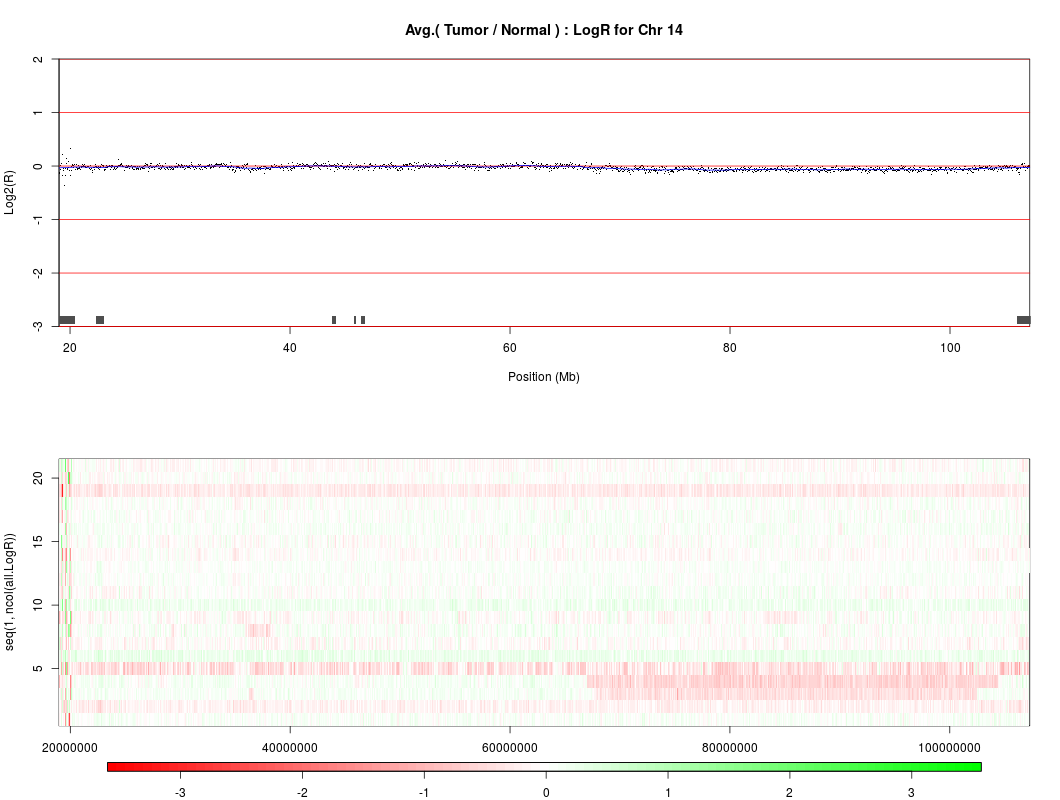 Avg.( Tumor / Normal ) : LogR for Chr 14
Log2(R)
2
1
0
-1
-2
-3
20 40 60 80 100
Position (Mb)
seq(1, ncol(all.LogR))
20
15
10
5
20000000 40000000 60000000 80000000 100000000
-3 -2 -1 0 1 2 3